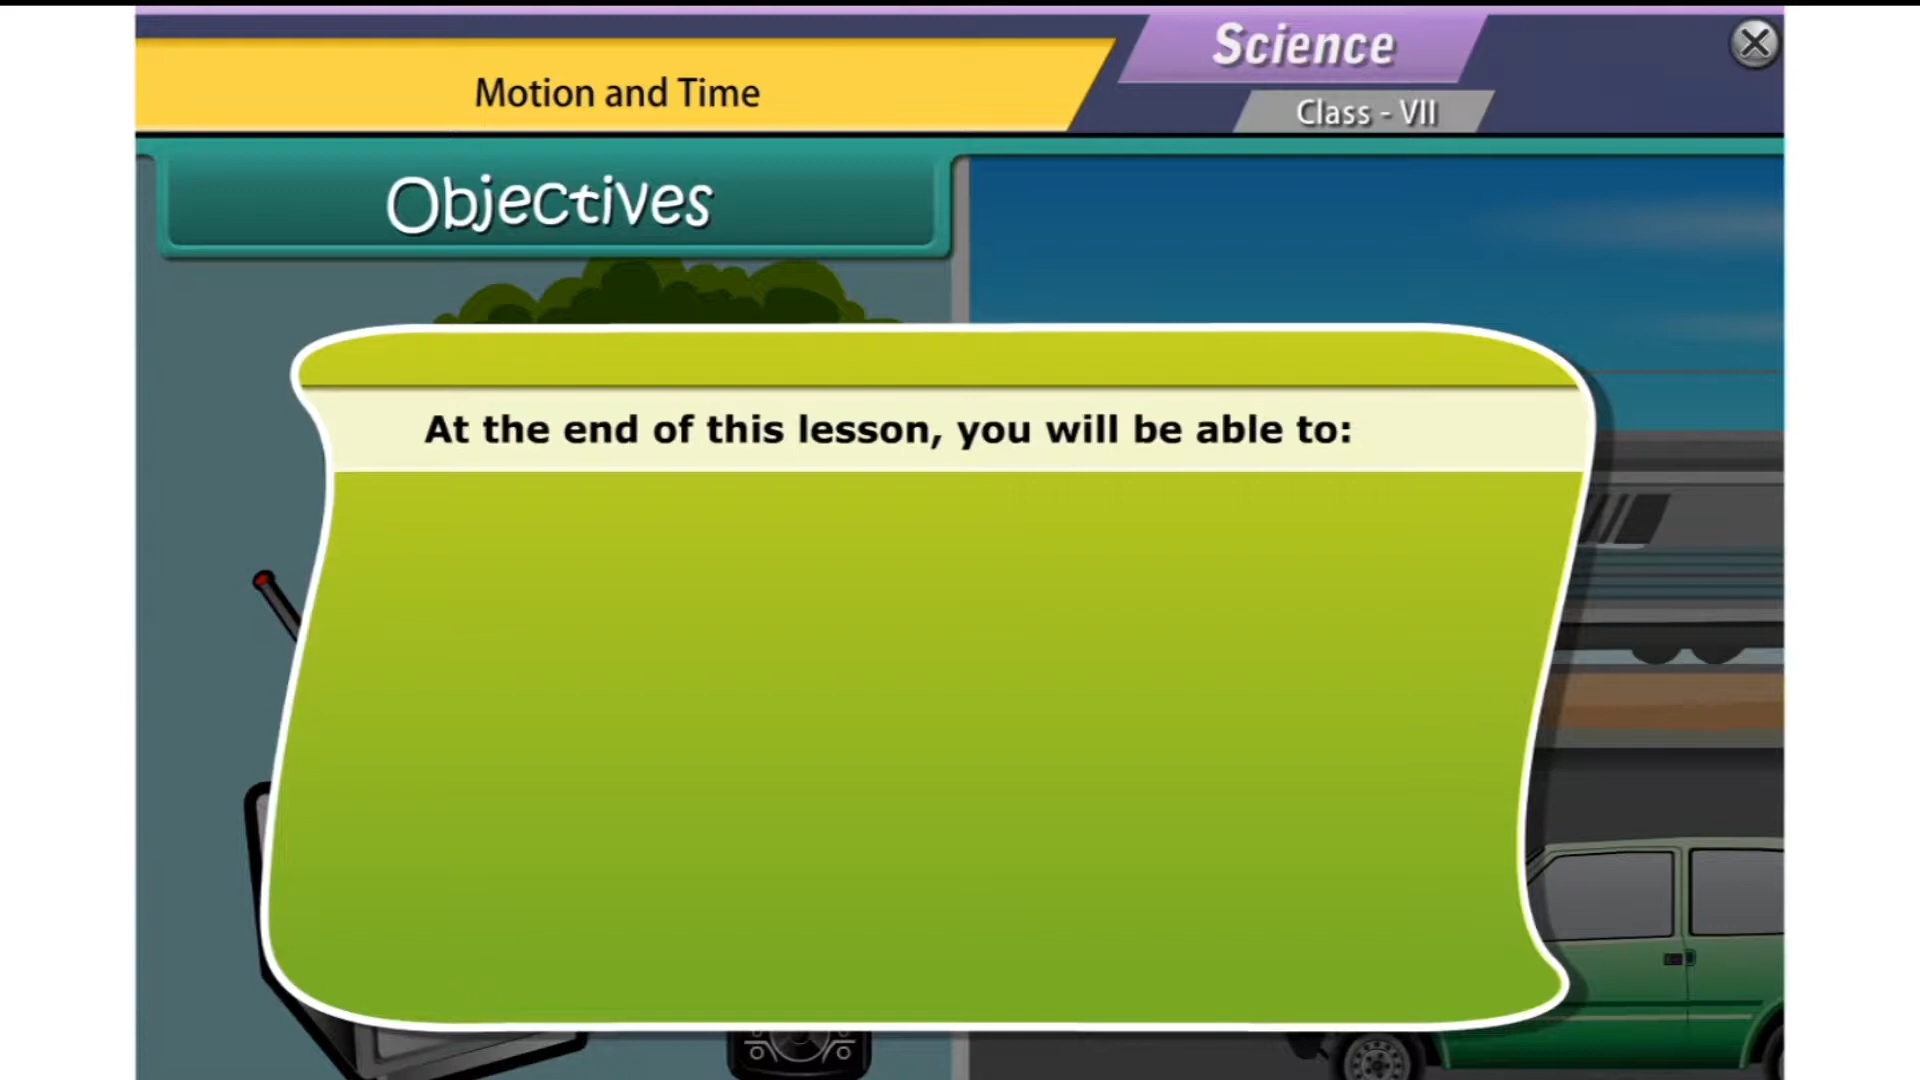 Science
Motion and Time
Class - VII
Objectives
At the end of this lesson, you will be able to: